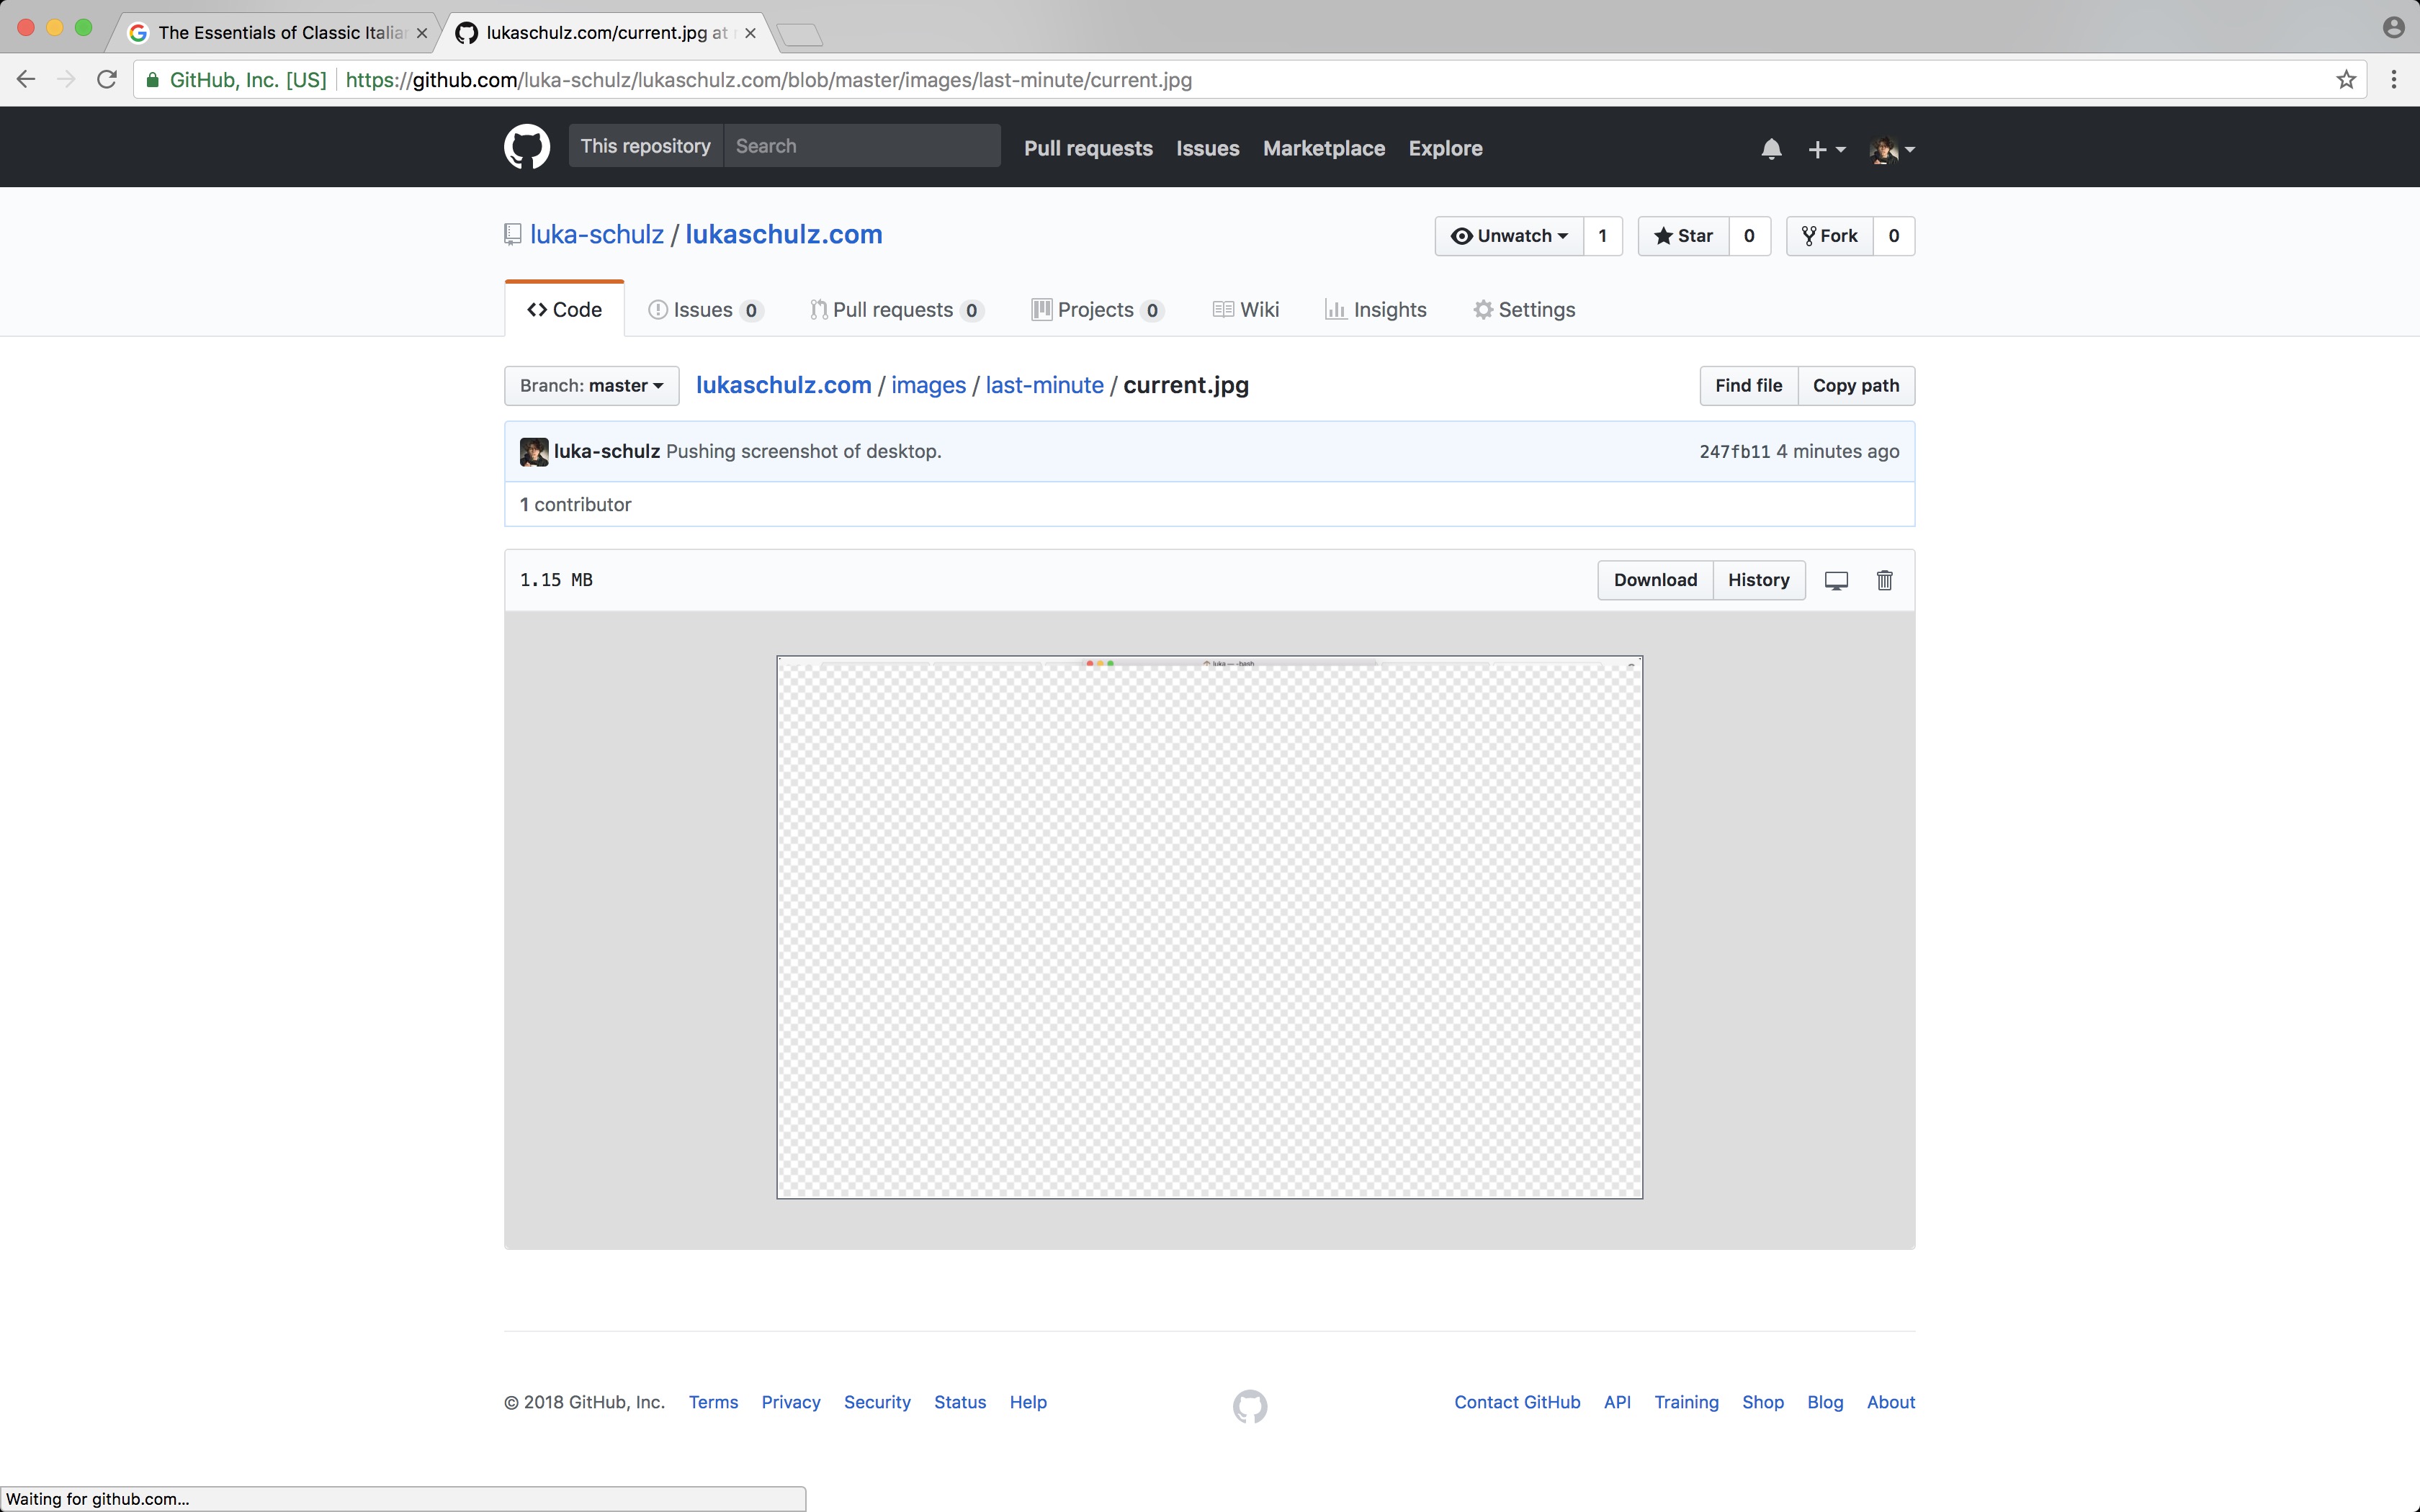 The Essentials of Classic Italia
lukaschulz.com/current.jpg at
GitHub, Inc. [US] https://github.com/luka-schulz/lukaschulz.com/blob/master/images/last-minute/current.jpg
This repository Search Pull requests Issues Marketplace Explore
luka-schulz / lukaschulz.com Unwatch 1 Star 0 Fork 0
Code Issues 0 Pull requests 0 Projects 0 Wiki Insights Settings
Branch: master lukaschulz.com / images / last-minute / current.jpg Find file Copy path
luka-schulz Pushing screenshot of desktop. 247fb11 4 minutes ago
1 contributor
1.15 MB Download History
luka — -bash
© 2018 GitHub, Inc. Terms Privacy Security Status Help Contact GitHub API Training Shop Blog About
Waiting for github.com...